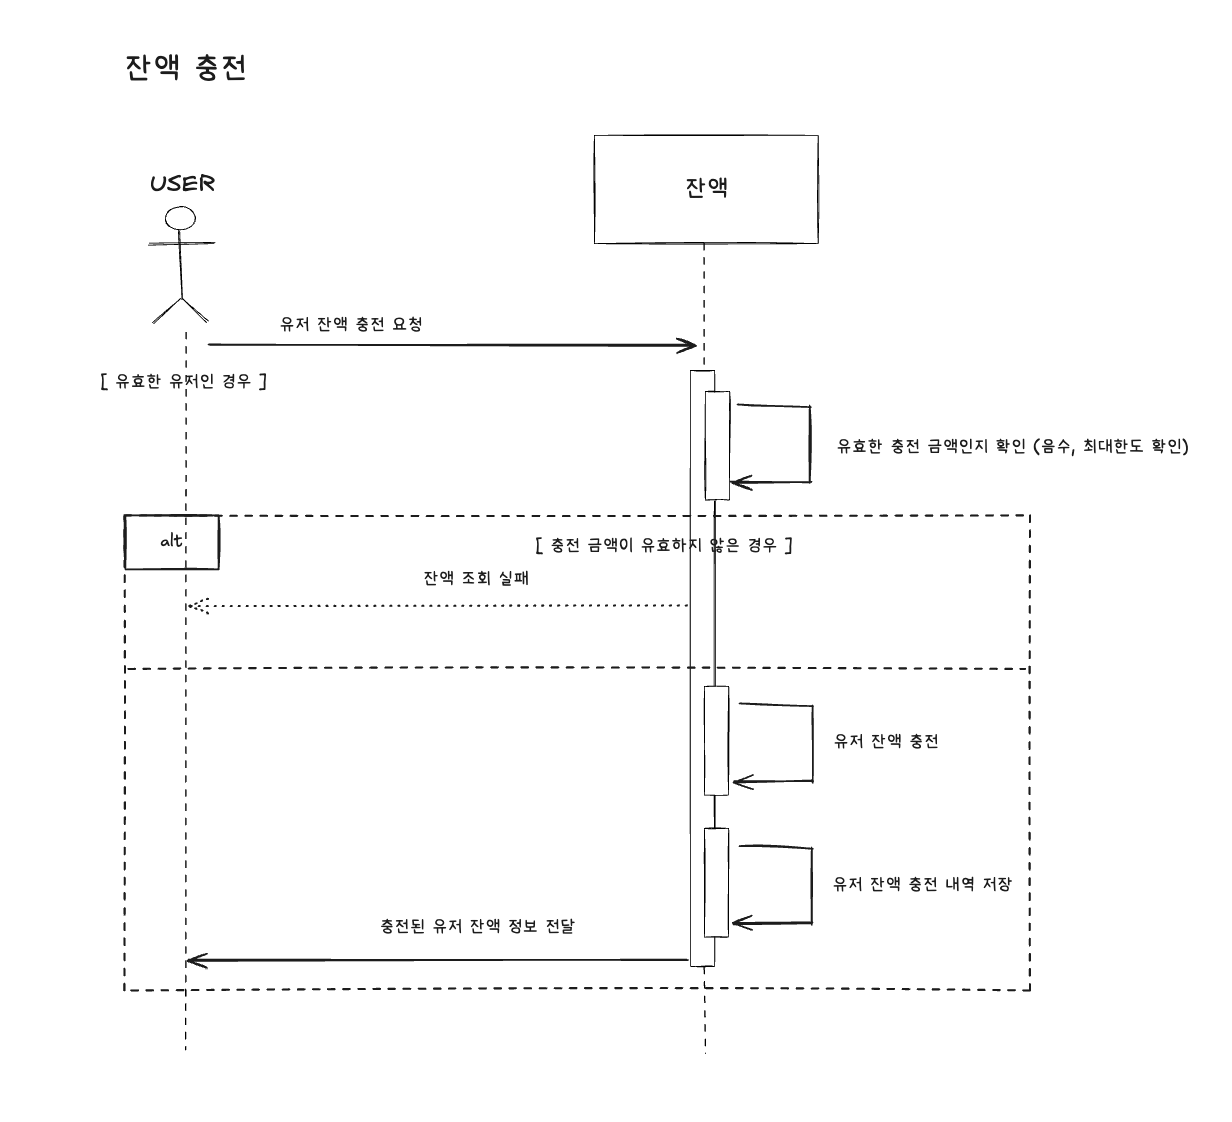 잔액 충전
USER
잔액
유저 잔액 충전 요청
[ 유효한 유저인 경우 ]
유효한 충전 금액인지 확인 (음수, 최대한도 확인)
alt
[ 충전 금액이 유효하지 않은 경우 ]
잔액 조회 실패
유저 잔액 충전
유저 잔액 충전 내역 저장
충전된 유저 잔액 정보 전달